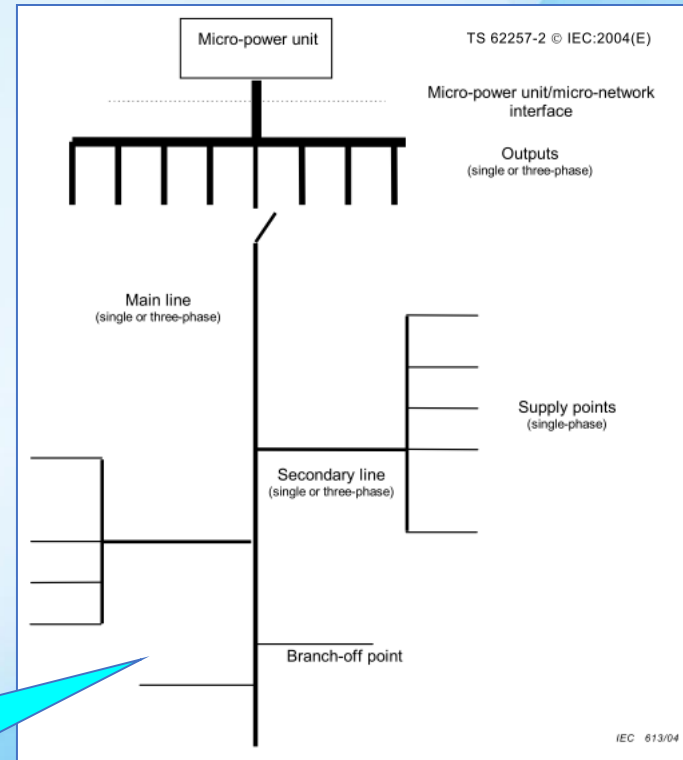 Micro-power unit
TS 62257-2 © IEC:2004(E)
Micro-power unit/micro-network
interface
Outputs
(single or three-phase)
Main line
(single or three-phase)
Supply points
(single-phase)
Secondary line
(single or three-phase)
Branch-off point
IEC 613/04